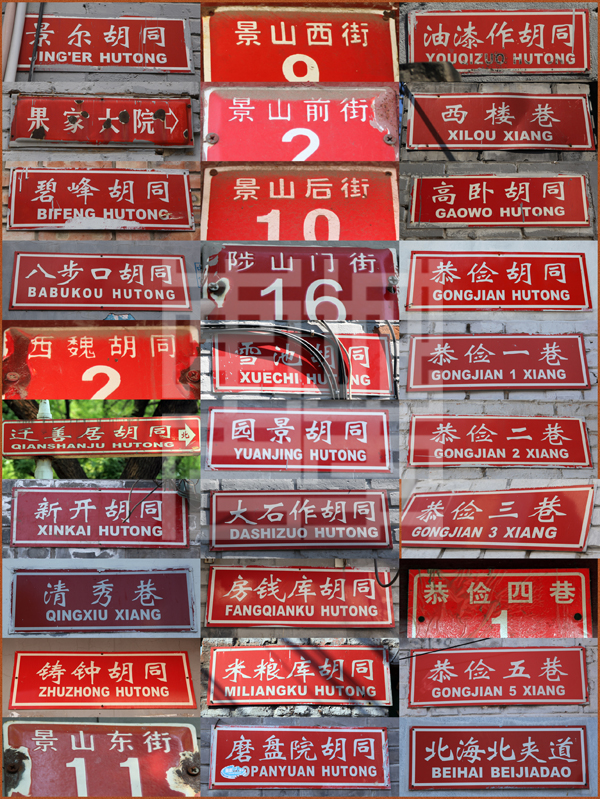 景尔胡同
JING'ER HUTONG
景山西街
9
油漆作胡同
YOUQIZUO HUTONG
果家大院
景山前街
2
西楼巷
XILOU XIANG
碧峰胡同
BIFENG HUTONG
景山后街
10
高卧胡同
GAOWO HUTONG
八步口胡同
BABUKOU HUTONG
陟山门街
16
恭俭胡同
GONGJIAN HUTONG
西魏胡同
2
雪池胡同
XUECHI HUTONG
恭俭一巷
GONGJIAN 1 XIANG
迁善居胡同
QIANSHANJU HUTONG
北
园景胡同
YUANJING HUTONG
恭俭二巷
GONGJIAN 2 XIANG
新开胡同
XINKAI HUTONG
大石作胡同
DASHIZUO HUTONG
恭俭三巷
GONGJIAN 3 XIANG
清秀巷
QINGXIU XIANG
房钱库胡同
FANGQIANKU HUTONG
恭俭四巷
1
铸钟胡同
ZHUZHONG HUTONG
米粮库胡同
MILIANGKU HUTONG
恭俭五巷
GONGJIAN 5 XIANG
景山东街
11
磨盘院胡同
OPANYUAN HUTONG
北海北夹道
BEIHAI BEIJIADAO